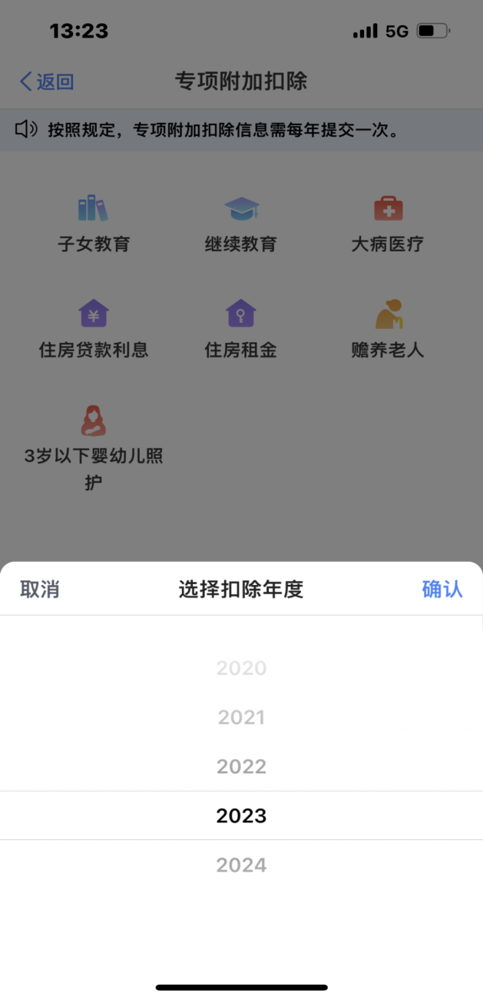 13:23
5G
返回
专项附加扣除
按照规定，专项附加扣除信息需每年提交一次。
子女教育
继续教育
大病医疗
住房贷款利息
住房租金
赡养老人
3岁以下婴幼儿照
护
取消
选择扣除年度
确认
2020
2021
2022
2023
2024